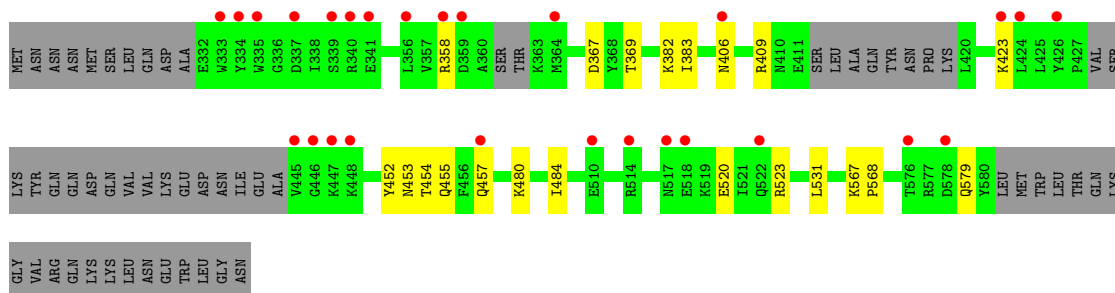 MET ASN ASN ASN MET SER LEU GLN ASP ALA E332 W333 Y334 W335 G336 D337 I338 S339 R340 E341 L356 V357 R358 D359 A360 SER THR K363 M364 D367 Y368 T369 K382 I383 N406 R409 N410 E411 SER LEU ALA GLN TYR ASN PRO LYS L420 K423 L424 L425 Y426 P427 VAL SER
LYS TYR GLN GLN ASP GLN VAL VAL LYS GLU ASP ASN ILE GLU ALA V445 G446 K447 K448 Y452 N453 T454 Q455 F456 Q457 K480 I484 E510 R514 N517 E518 K519 E520 I521 Q522 R523 L531 K567 P568 T576 R577 D578 Q579 Y580 LEU MET TRP LEU THR GLN LYS
GLY VAL ARG GLN LYS LYS LEU ASN GLU TRP LEU GLY ASN